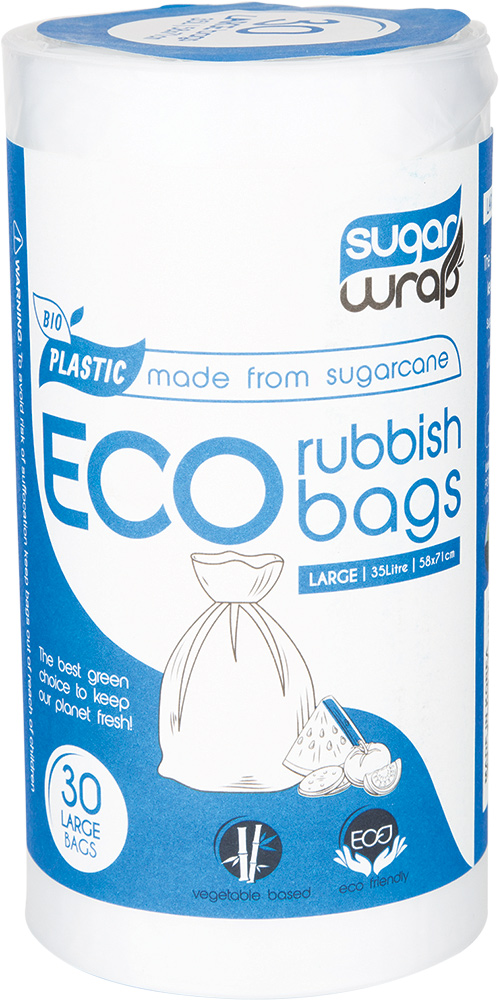 30
sugar
wrap
BIO
PLASTIC
made from sugarcane
ECO
rubbish
bags
LARGE | 35Litre | 58x71cm
⚠ WARNING: To avoid risk of suffocation keep bags out of reach of children
The best green
choice to keep
our planet fresh!
30
LARGE
BAGS
vegetable based
ECO
eco friendly